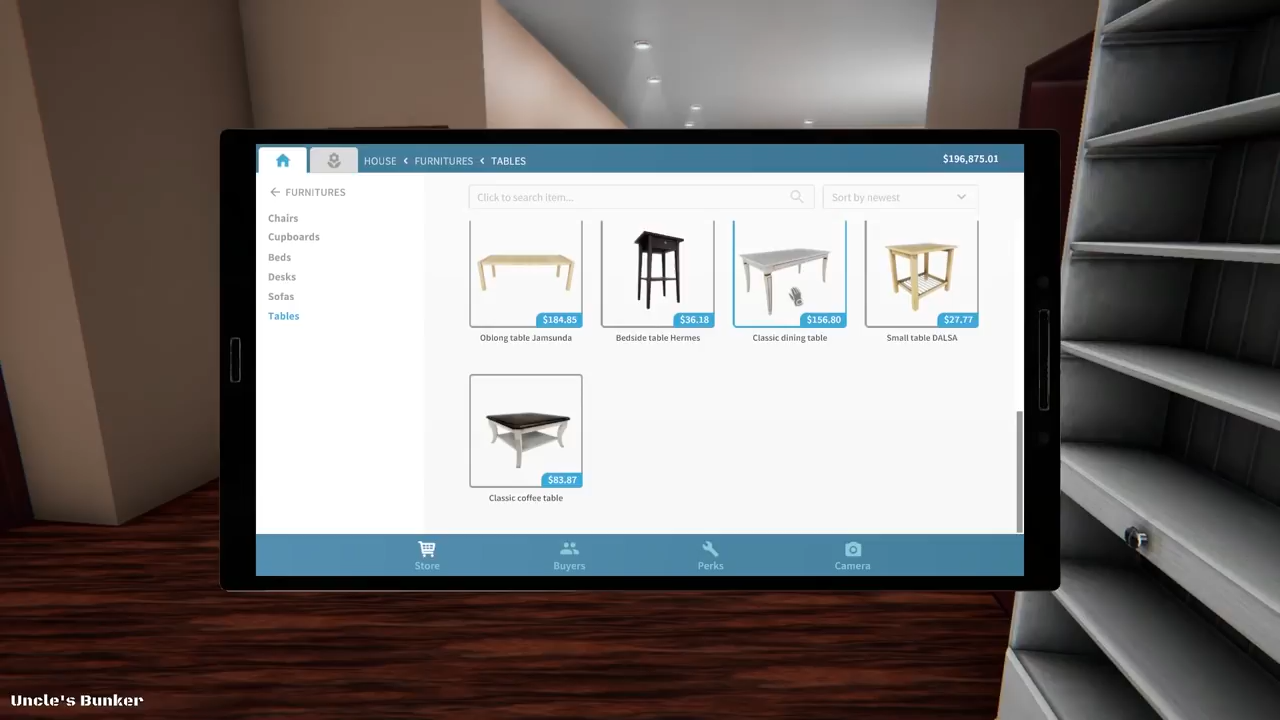 HOUSE < FURNITURES < TABLES
$196,875.01
← FURNITURES
Click to search item...
Sort by newest
Chairs
Cupboards
Beds
Desks
Sofas
Tables
$184.85
$36.18
$156.80
$27.77
Oblong table Jamsunda
Bedside table Hermes
Classic dining table
Small table DALSA
$83.87
Classic coffee table
Store
Buyers
Perks
Camera
Uncle's Bunker